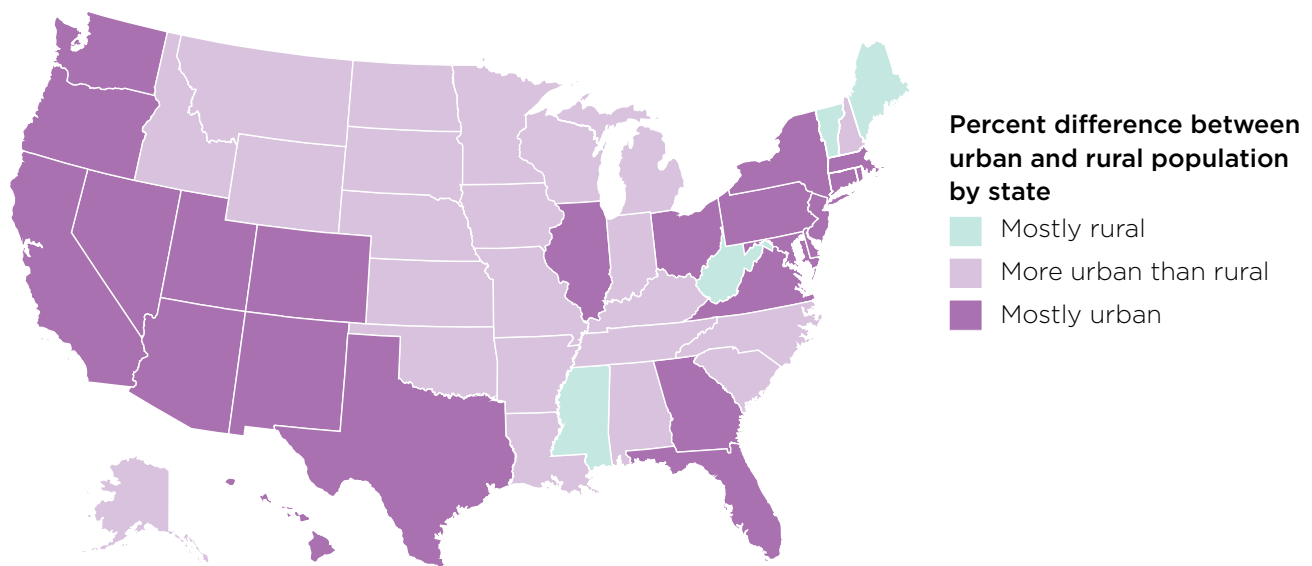 Percent difference between
urban and rural population
by state
Mostly rural
More urban than rural
Mostly urban